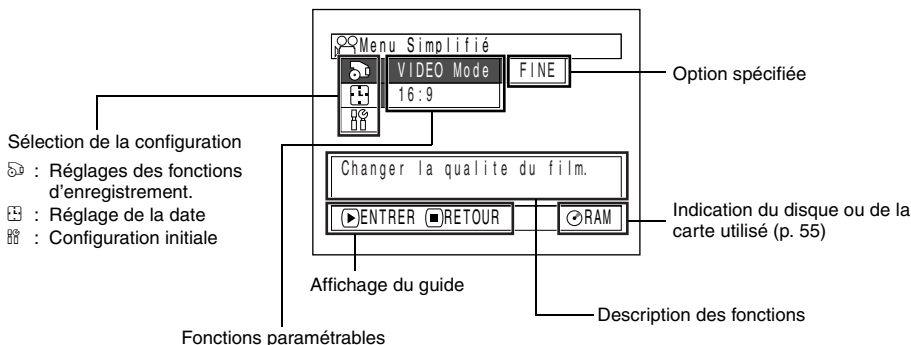 Menu Simplifié
VIDEO Mode FINE
16:9
Changer la qualite du film.
ENTRER RETOUR RAM
Option spécifiée
Sélection de la configuration
: Réglages des fonctions
d'enregistrement.
: Réglage de la date
: Configuration initiale
Indication du disque ou de la
carte utilisé (p. 55)
Affichage du guide
Description des fonctions
Fonctions paramétrables